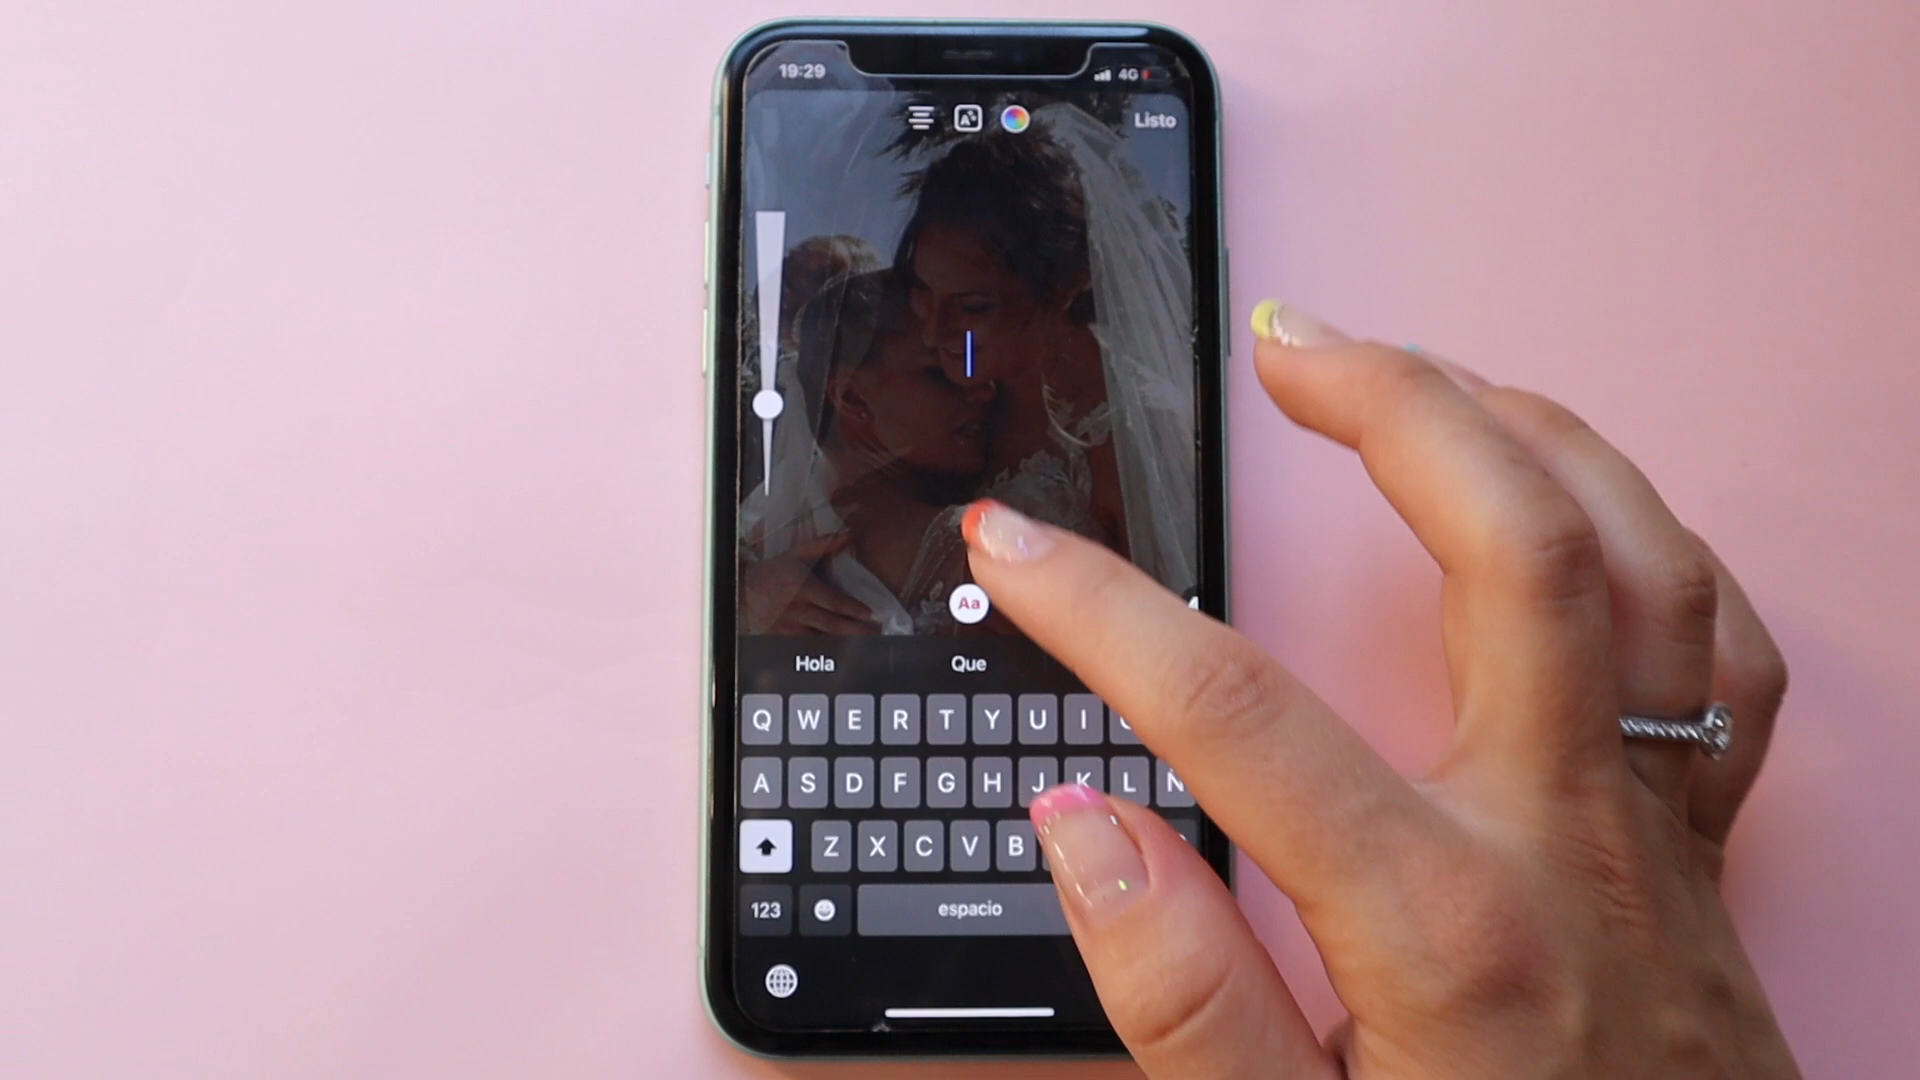 19:29 4G
A Listo
Aa
Hola Que
Q W E R T Y U I
A S D F G H J K L Ñ
Z X C V B
123 espacio